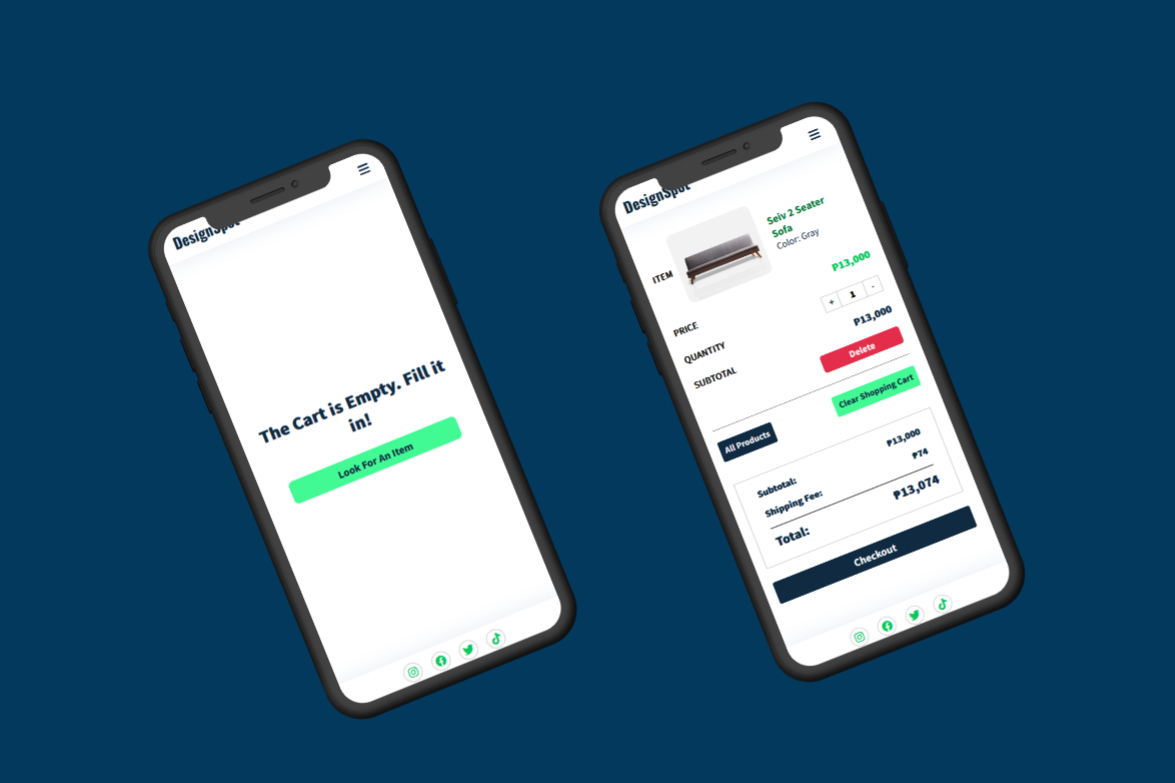 DesignSpot
The Cart is Empty. Fill it
in!
Look For An Item
DesignSpot
ITEM
Seiv 2 Seater
Sofa
Color: Gray
PRICE
₱13,000
QUANTITY
+ 1 -
SUBTOTAL
₱13,000
Delete
All Products
Clear Shopping Cart
Subtotal:
₱13,000
Shipping Fee:
₱74
Total:
₱13,074
Checkout